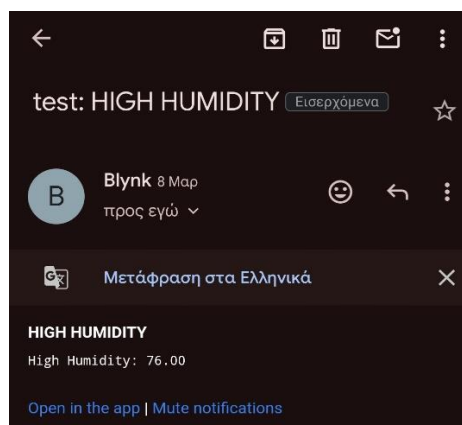 test: HIGH HUMIDITY Εισερχόμενα
B
Blynk 8 Μαρ
προς εγώ
Μετάφραση στα Ελληνικά
HIGH HUMIDITY
High Humidity: 76.00
Open in the app | Mute notifications